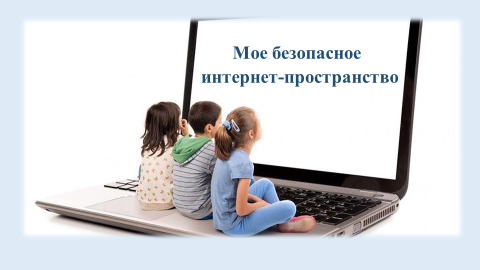 Мое безопасное
интернет-пространство